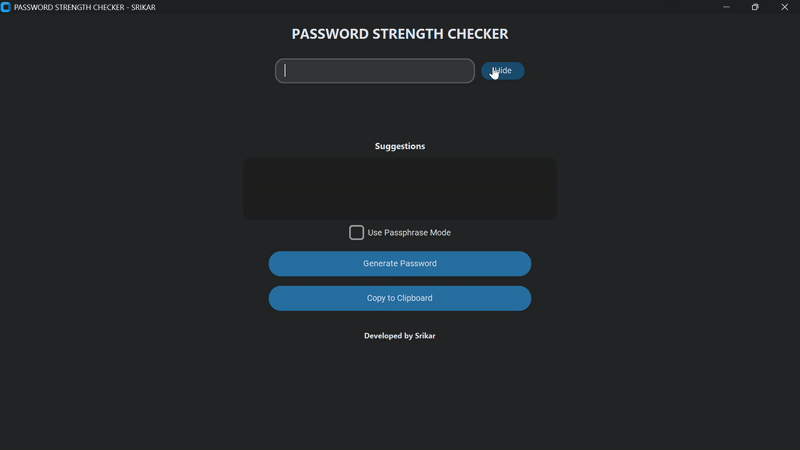 PASSWORD STRENGTH CHECKER - SRIKAR
PASSWORD STRENGTH CHECKER
Hide
Suggestions
Use Passphrase Mode
Generate Password
Copy to Clipboard
Developed by Srikar